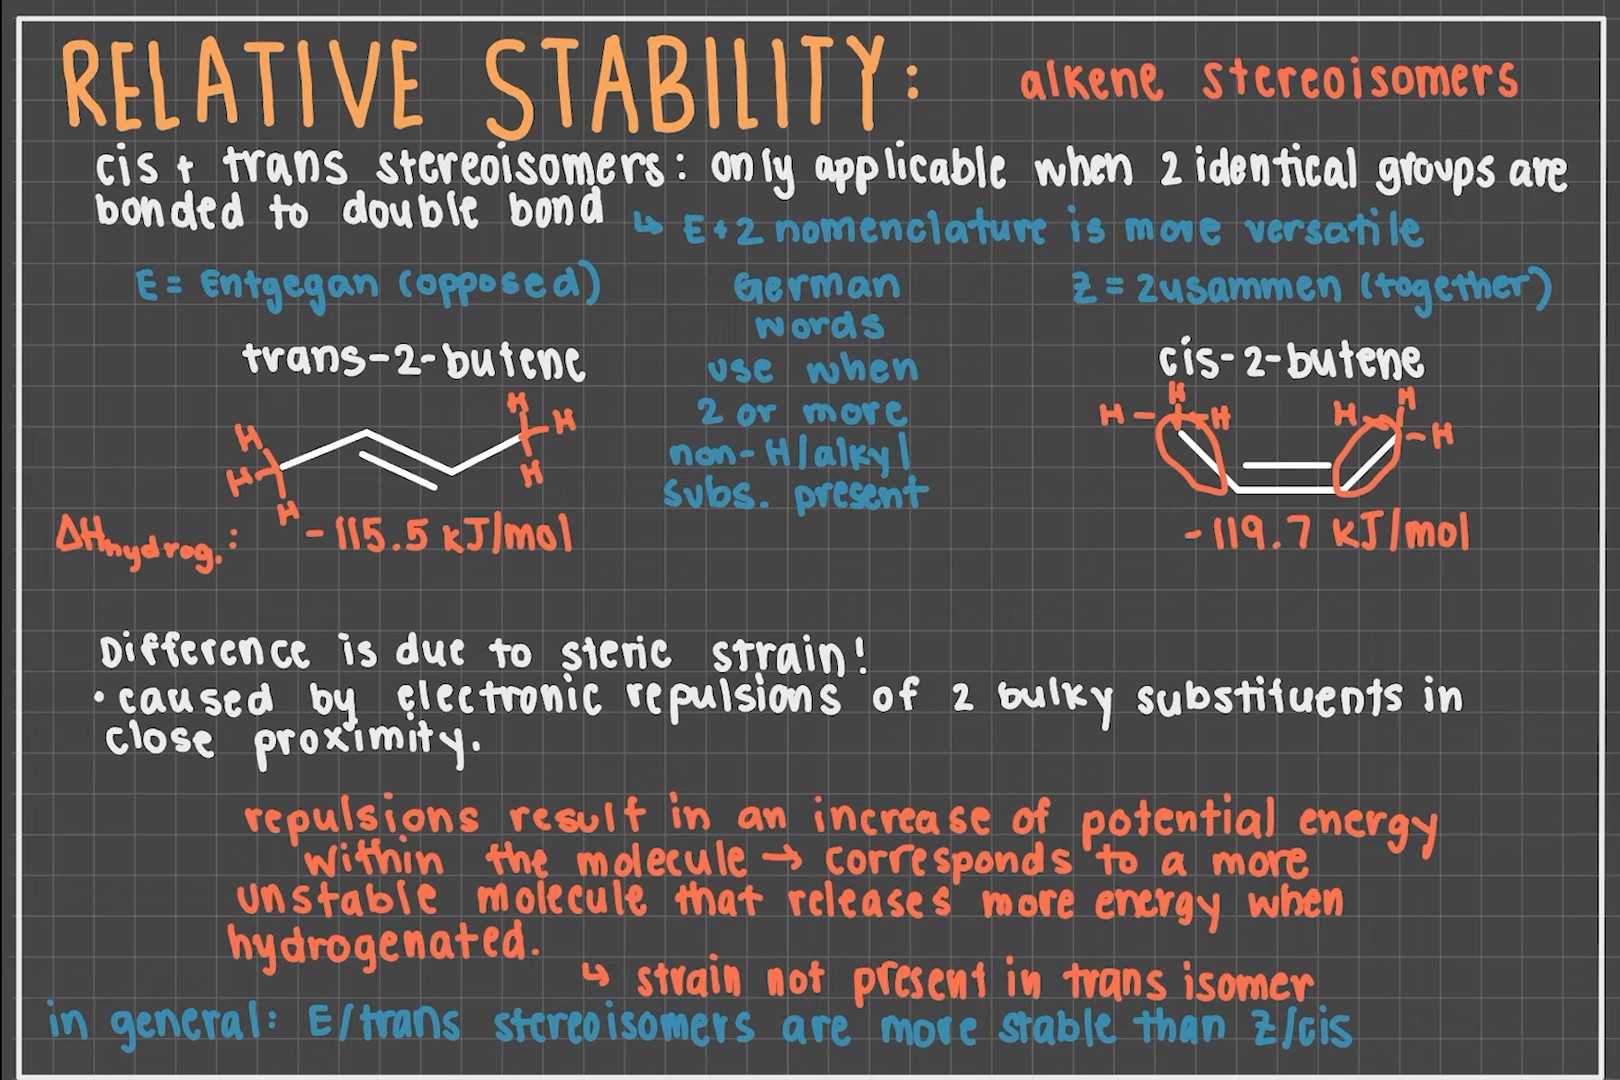 RELATIVE STABILITY: alkene stereoisomers
cis + trans stereoisomers: only applicable when 2 identical groups are
bonded to double bond
↳ E+Z nomenclature is more versatile
E = Entgegan (opposed)
German
words
use when
2 or more
non-H/alkyl
subs. present
Z = Zusammen (together)
trans-2-butene
H
H
H
H
H
H
ΔHhydrog.: -115.5 kJ/mol
cis-2-butene
H
H
H
H
H
H
-119.7 kJ/mol
Difference is due to steric strain!
• caused by electronic repulsions of 2 bulky substituents in
close proximity.
repulsions result in an increase of potential energy
within the molecule → corresponds to a more
unstable molecule that releases more energy when
hydrogenated.
↳ strain not present in trans isomer
in general: E/trans stereoisomers are more stable than Z/cis